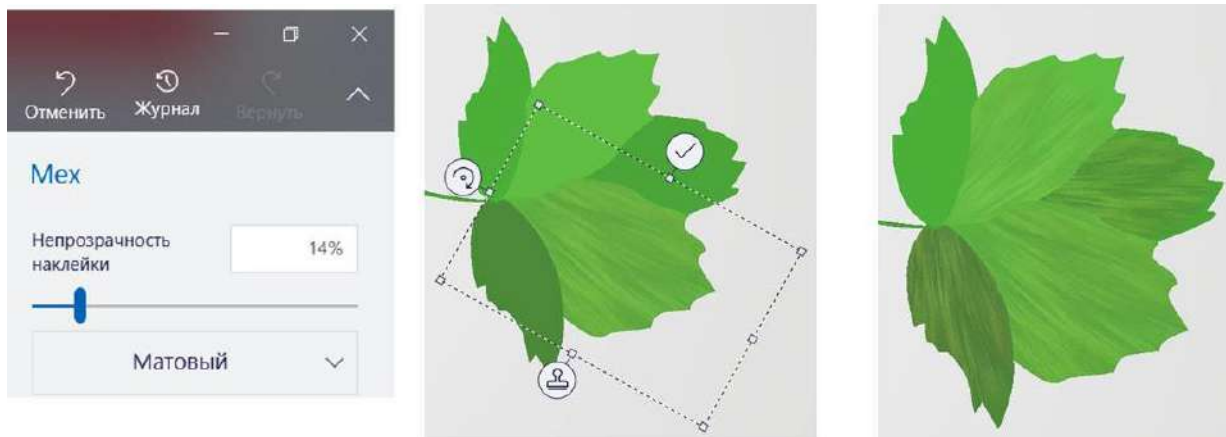 Отменить Журнал Вернуть
Мех
Непрозрачность
наклейки
14%
Матовый